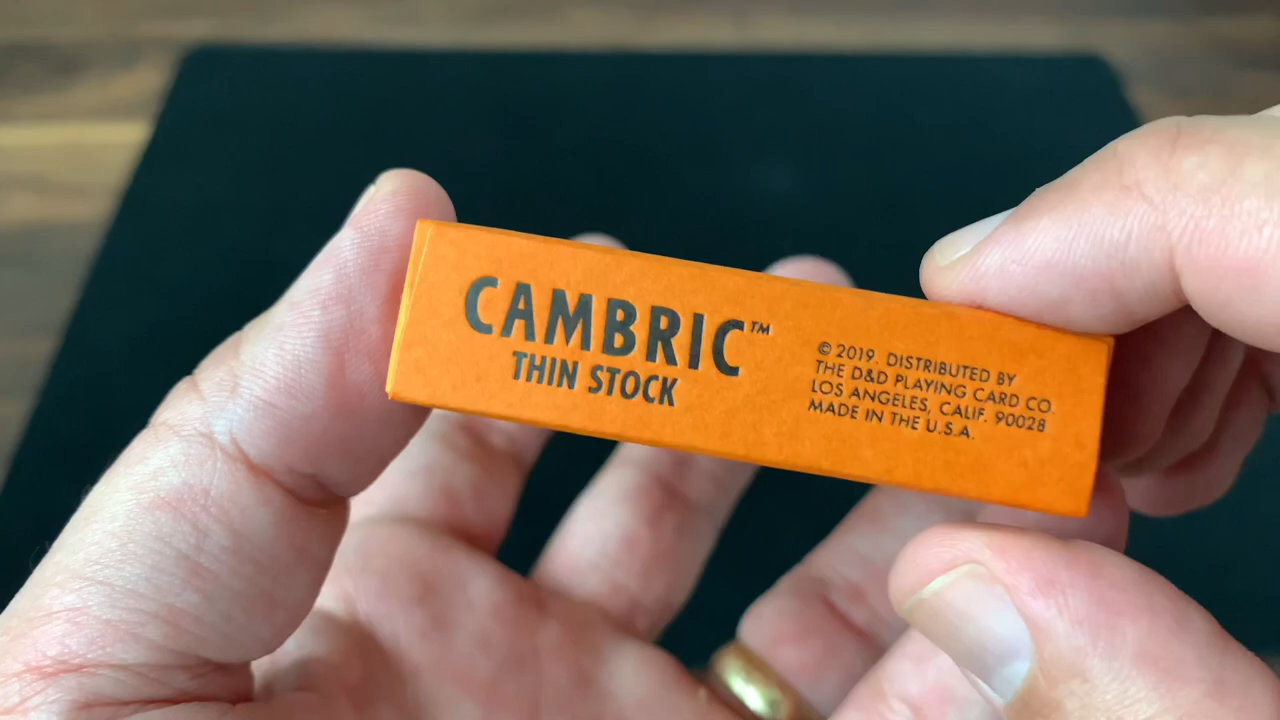 CAMBRIC™
THIN STOCK
© 2019. DISTRIBUTED BY
THE D&D PLAYING CARD CO.
LOS ANGELES, CALIF. 90028
MADE IN THE U.S.A.